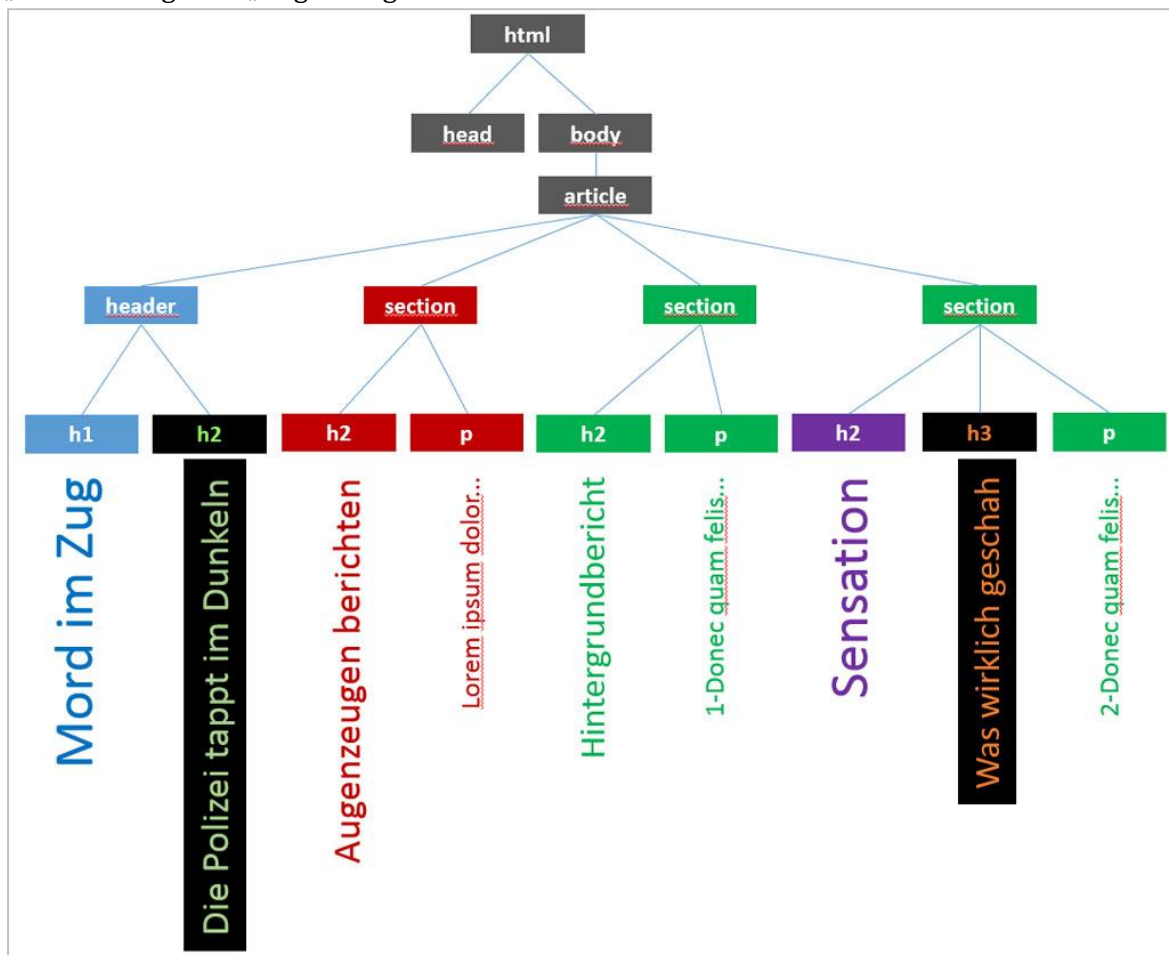 html
head
body
article
header
section
section
section
h1
h2
h2
p
h2
p
h2
h3
p
Mord im Zug
Die Polizei tappt im Dunkeln
Augenzeugen berichten
Lorem ipsum dolor...
Hintergrundbericht
1-Donec quam felis...
Sensation
Was wirklich geschah
2-Donec quam felis...